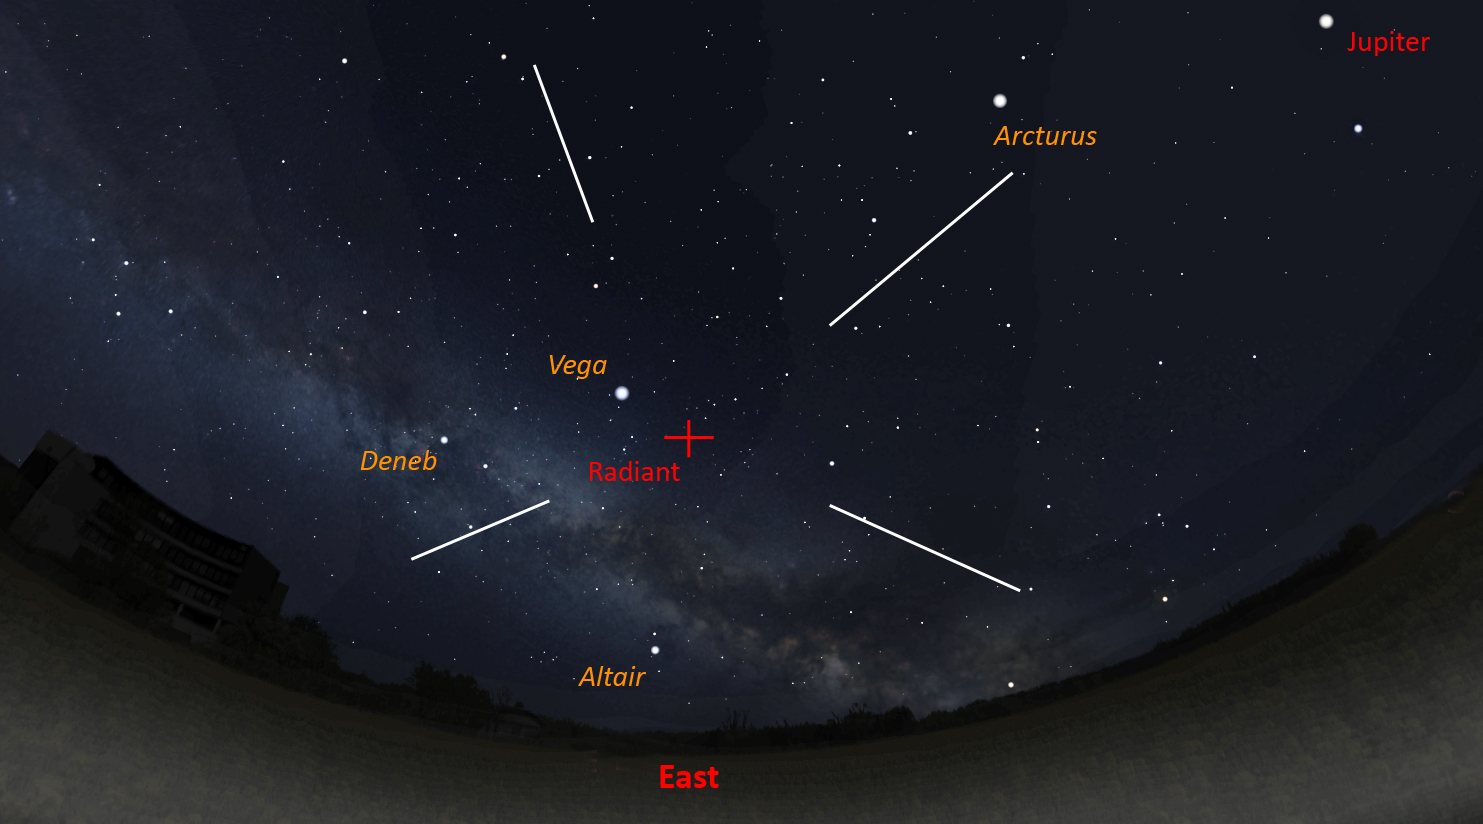 Jupiter
Arcturus
Vega
Deneb
Radiant
Altair
East